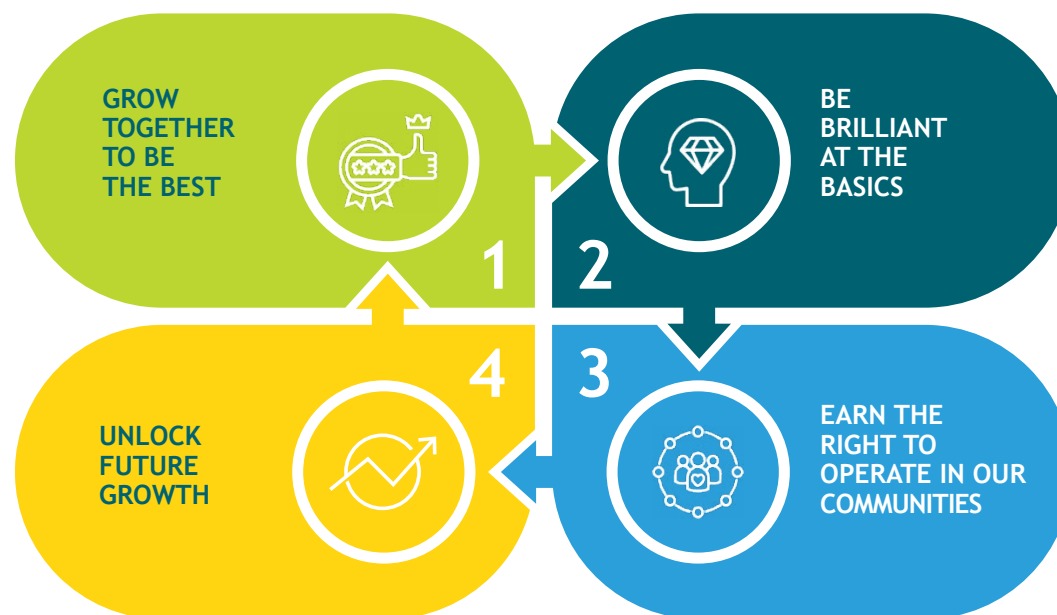 GROW
TOGETHER
TO BE
THE BEST
1
BE
BRILLIANT
AT THE
BASICS
2
EARN THE
RIGHT TO
OPERATE IN OUR
COMMUNITIES
3
UNLOCK
FUTURE
GROWTH
4